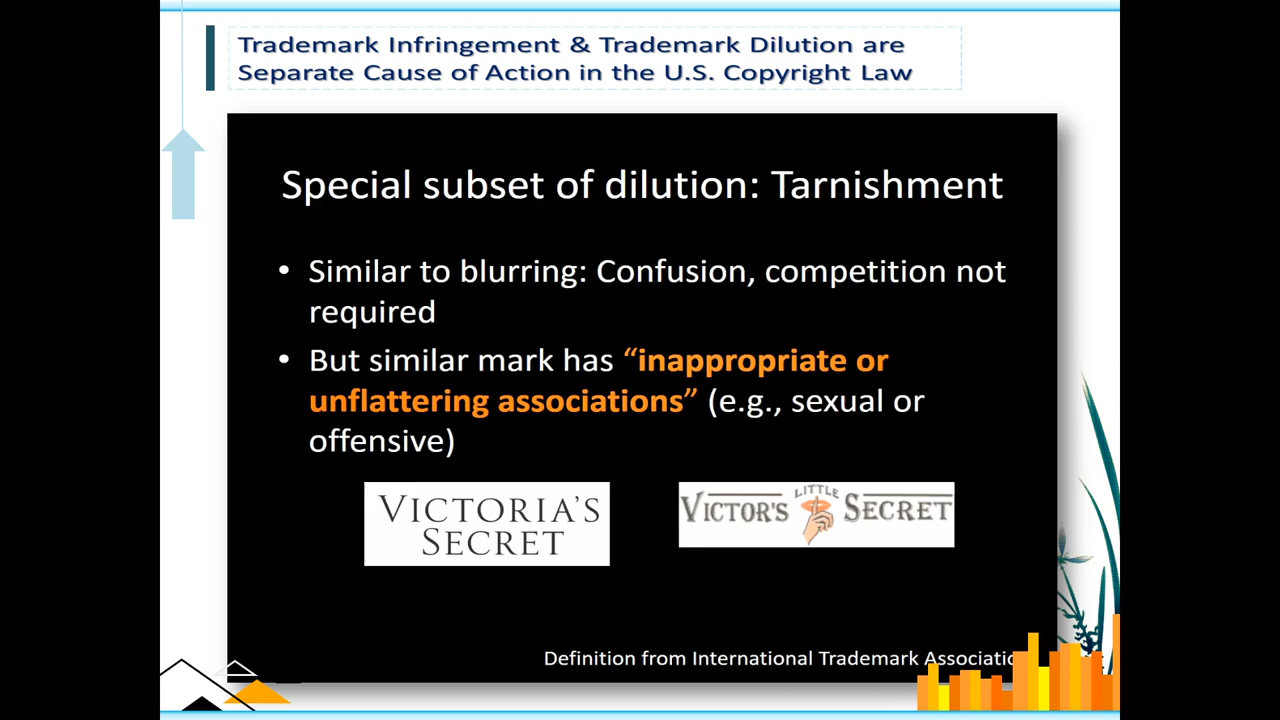 Trademark Infringement & Trademark Dilution are
Separate Cause of Action in the U.S. Copyright Law
Special subset of dilution: Tarnishment
• Similar to blurring: Confusion, competition not
required
• But similar mark has “inappropriate or
unflattering associations” (e.g., sexual or
offensive)
VICTORIA’S
SECRET
VICTOR'S LITTLE SECRET
Definition from International Trademark